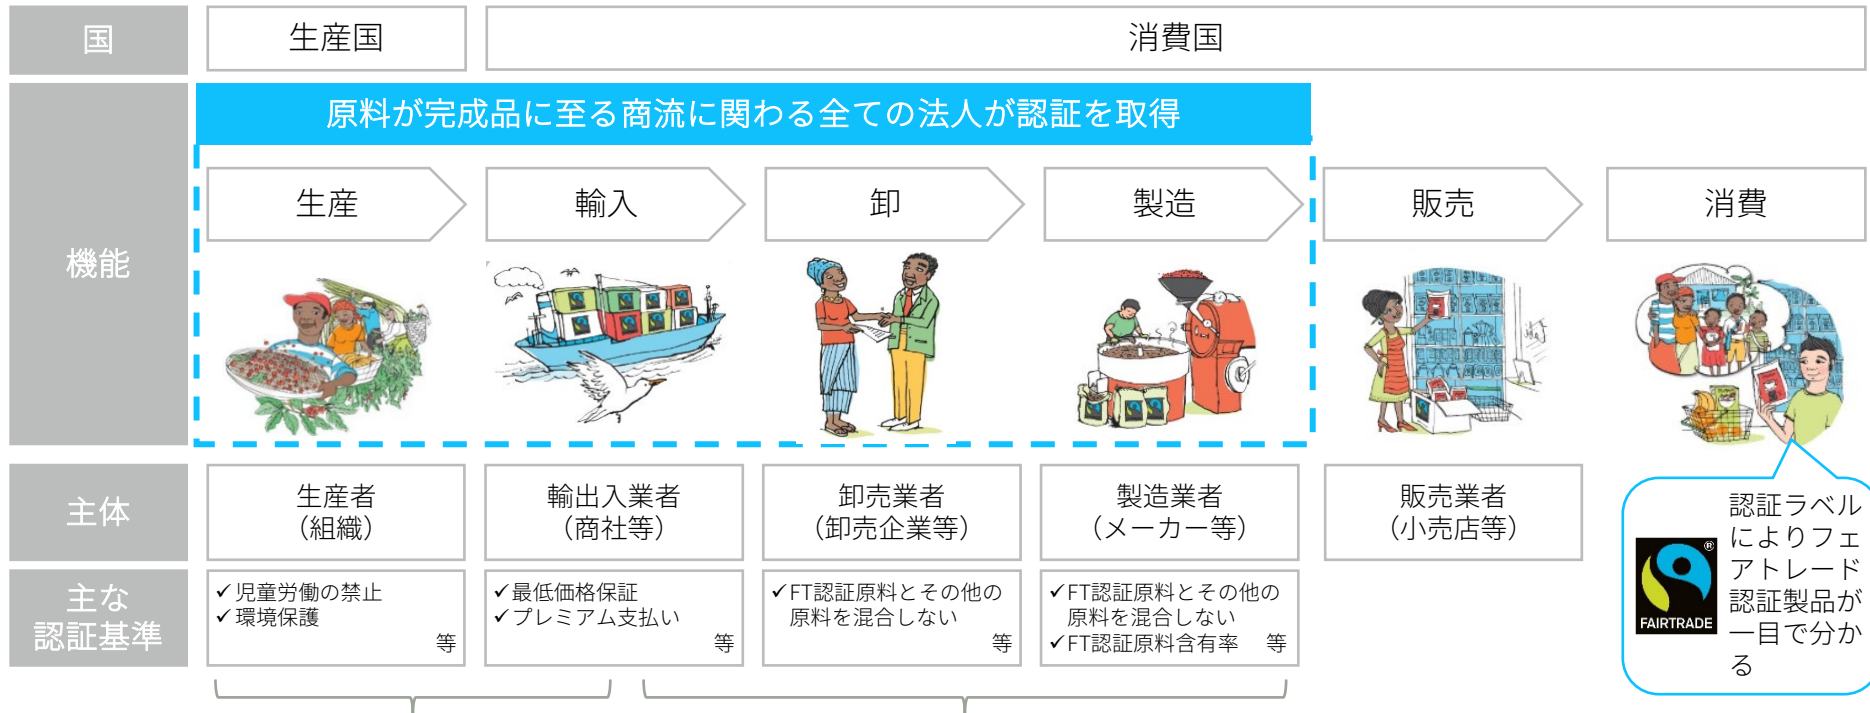 国
生産国
消費国
機能
原料が完成品に至る商流に関わる全ての法人が認証を取得
生産
輸入
卸
製造
販売
消費
主体
生産者
（組織）
輸出入業者
（商社等）
卸売業者
（卸売企業等）
製造業者
（メーカー等）
販売業者
（小売店等）
主な
認証基準
✓児童労働の禁止
✓環境保護
等
✓最低価格保証
✓プレミアム支払い
等
✓FT認証原料とその他の
原料を混合しない
等
✓FT認証原料とその他の
原料を混合しない
✓FT認証原料含有率 等
認証ラベル
によりフェ
アトレード
認証製品が
一目で分か
る
®
FAIRTRADE